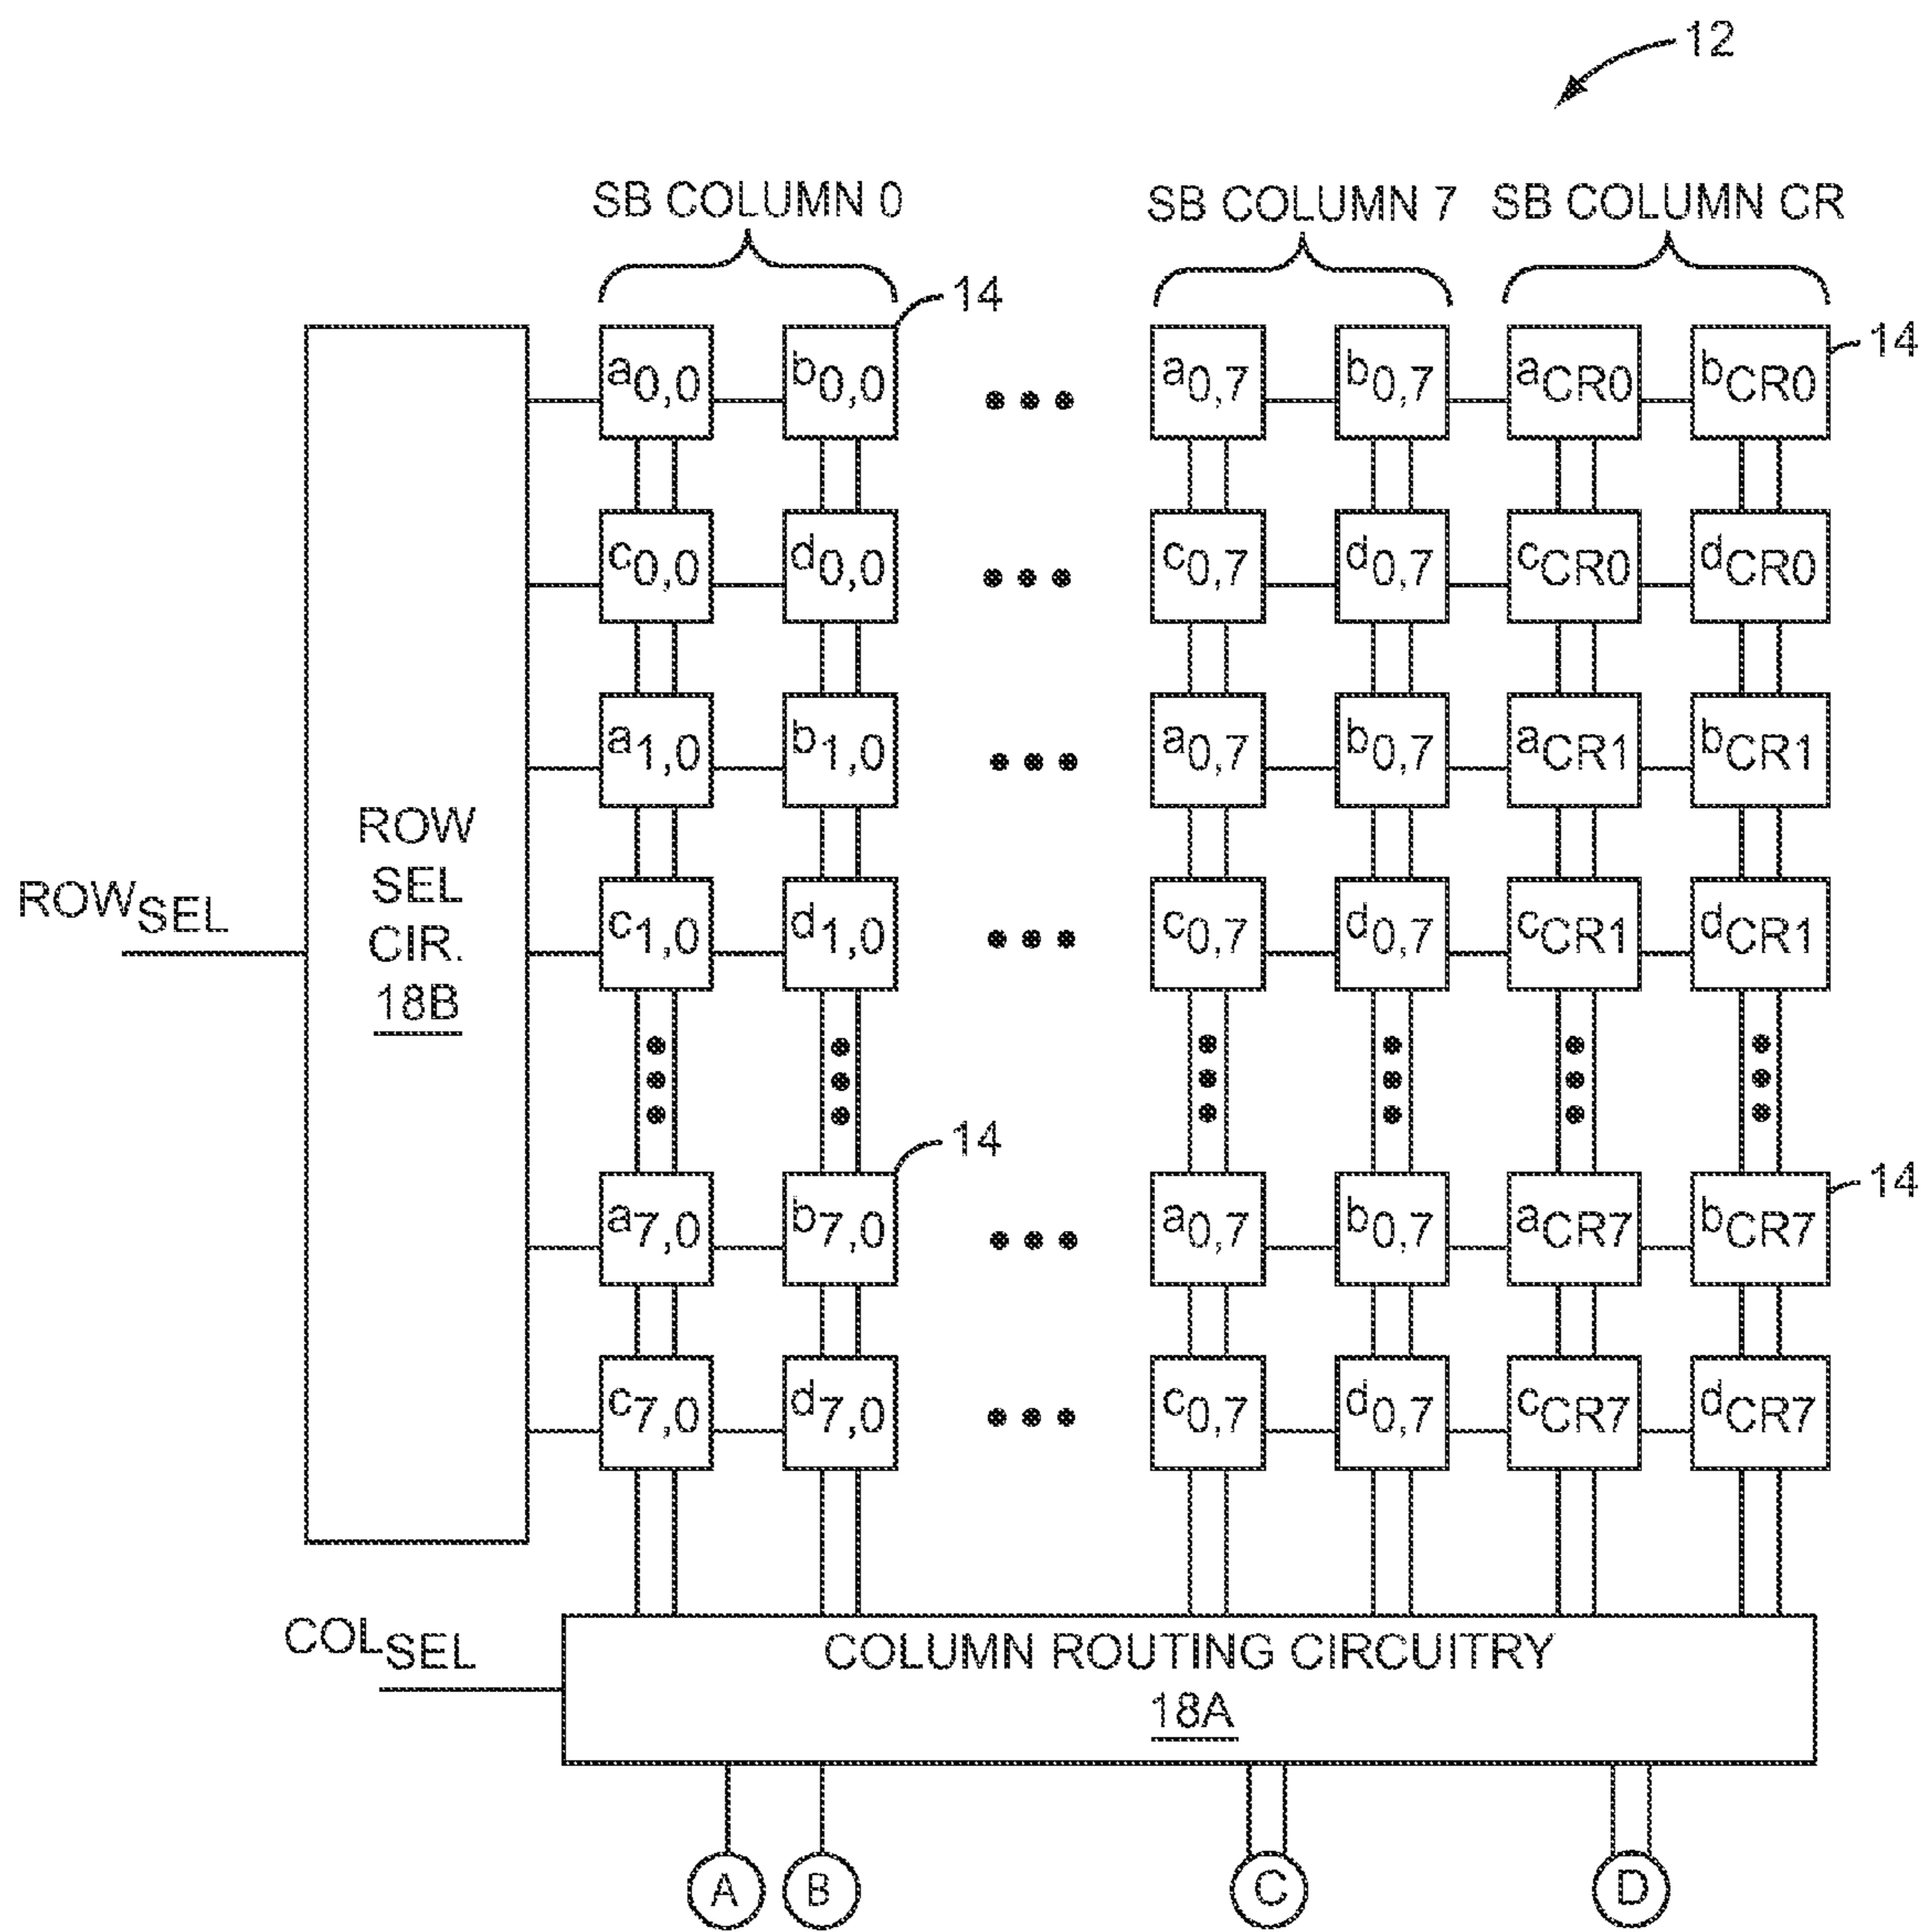 12
SB COLUMN 0 SB COLUMN 7 SB COLUMN CR
14
14
a0,0 b0,0 ••• a0,7 b0,7 aCR0 bCR0
c0,0 d0,0 ••• c0,7 d0,7 cCR0 dCR0
a1,0 b1,0 ••• a0,7 b0,7 aCR1 bCR1
ROW
SEL
CIR.
18B
ROWSEL
c1,0 d1,0 ••• c0,7 d0,7 cCR1 dCR1
14
14
a7,0 b7,0 ••• a0,7 b0,7 aCR7 bCR7
c7,0 d7,0 ••• c0,7 d0,7 cCR7 dCR7
COLSEL
COLUMN ROUTING CIRCUITRY
18A
A B C D